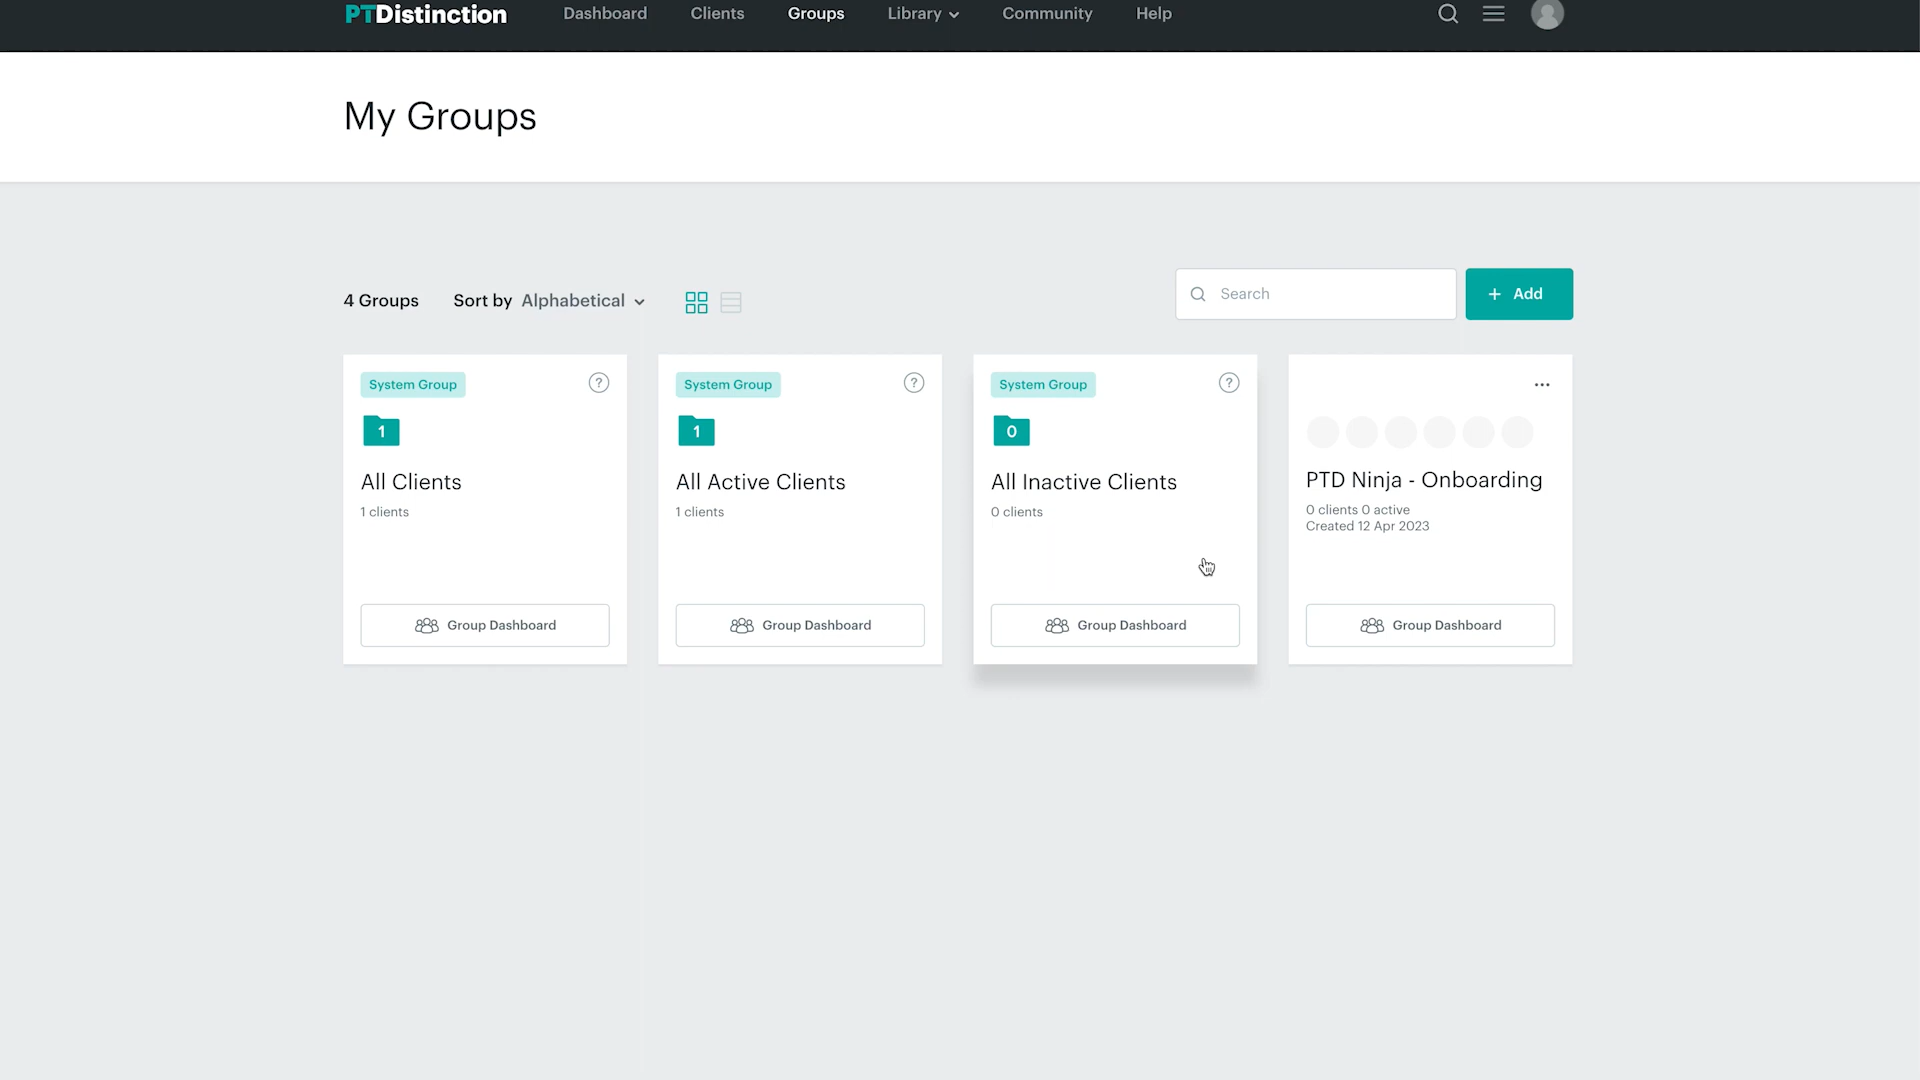 PTDistinction Dashboard Clients Groups Library Community Help
My Groups
4 Groups Sort by Alphabetical Search + Add
System Group
1
All Clients
1 clients
Group Dashboard
System Group
1
All Active Clients
1 clients
Group Dashboard
System Group
0
All Inactive Clients
0 clients
Group Dashboard
PTD Ninja - Onboarding
0 clients 0 active
Created 12 Apr 2023
Group Dashboard